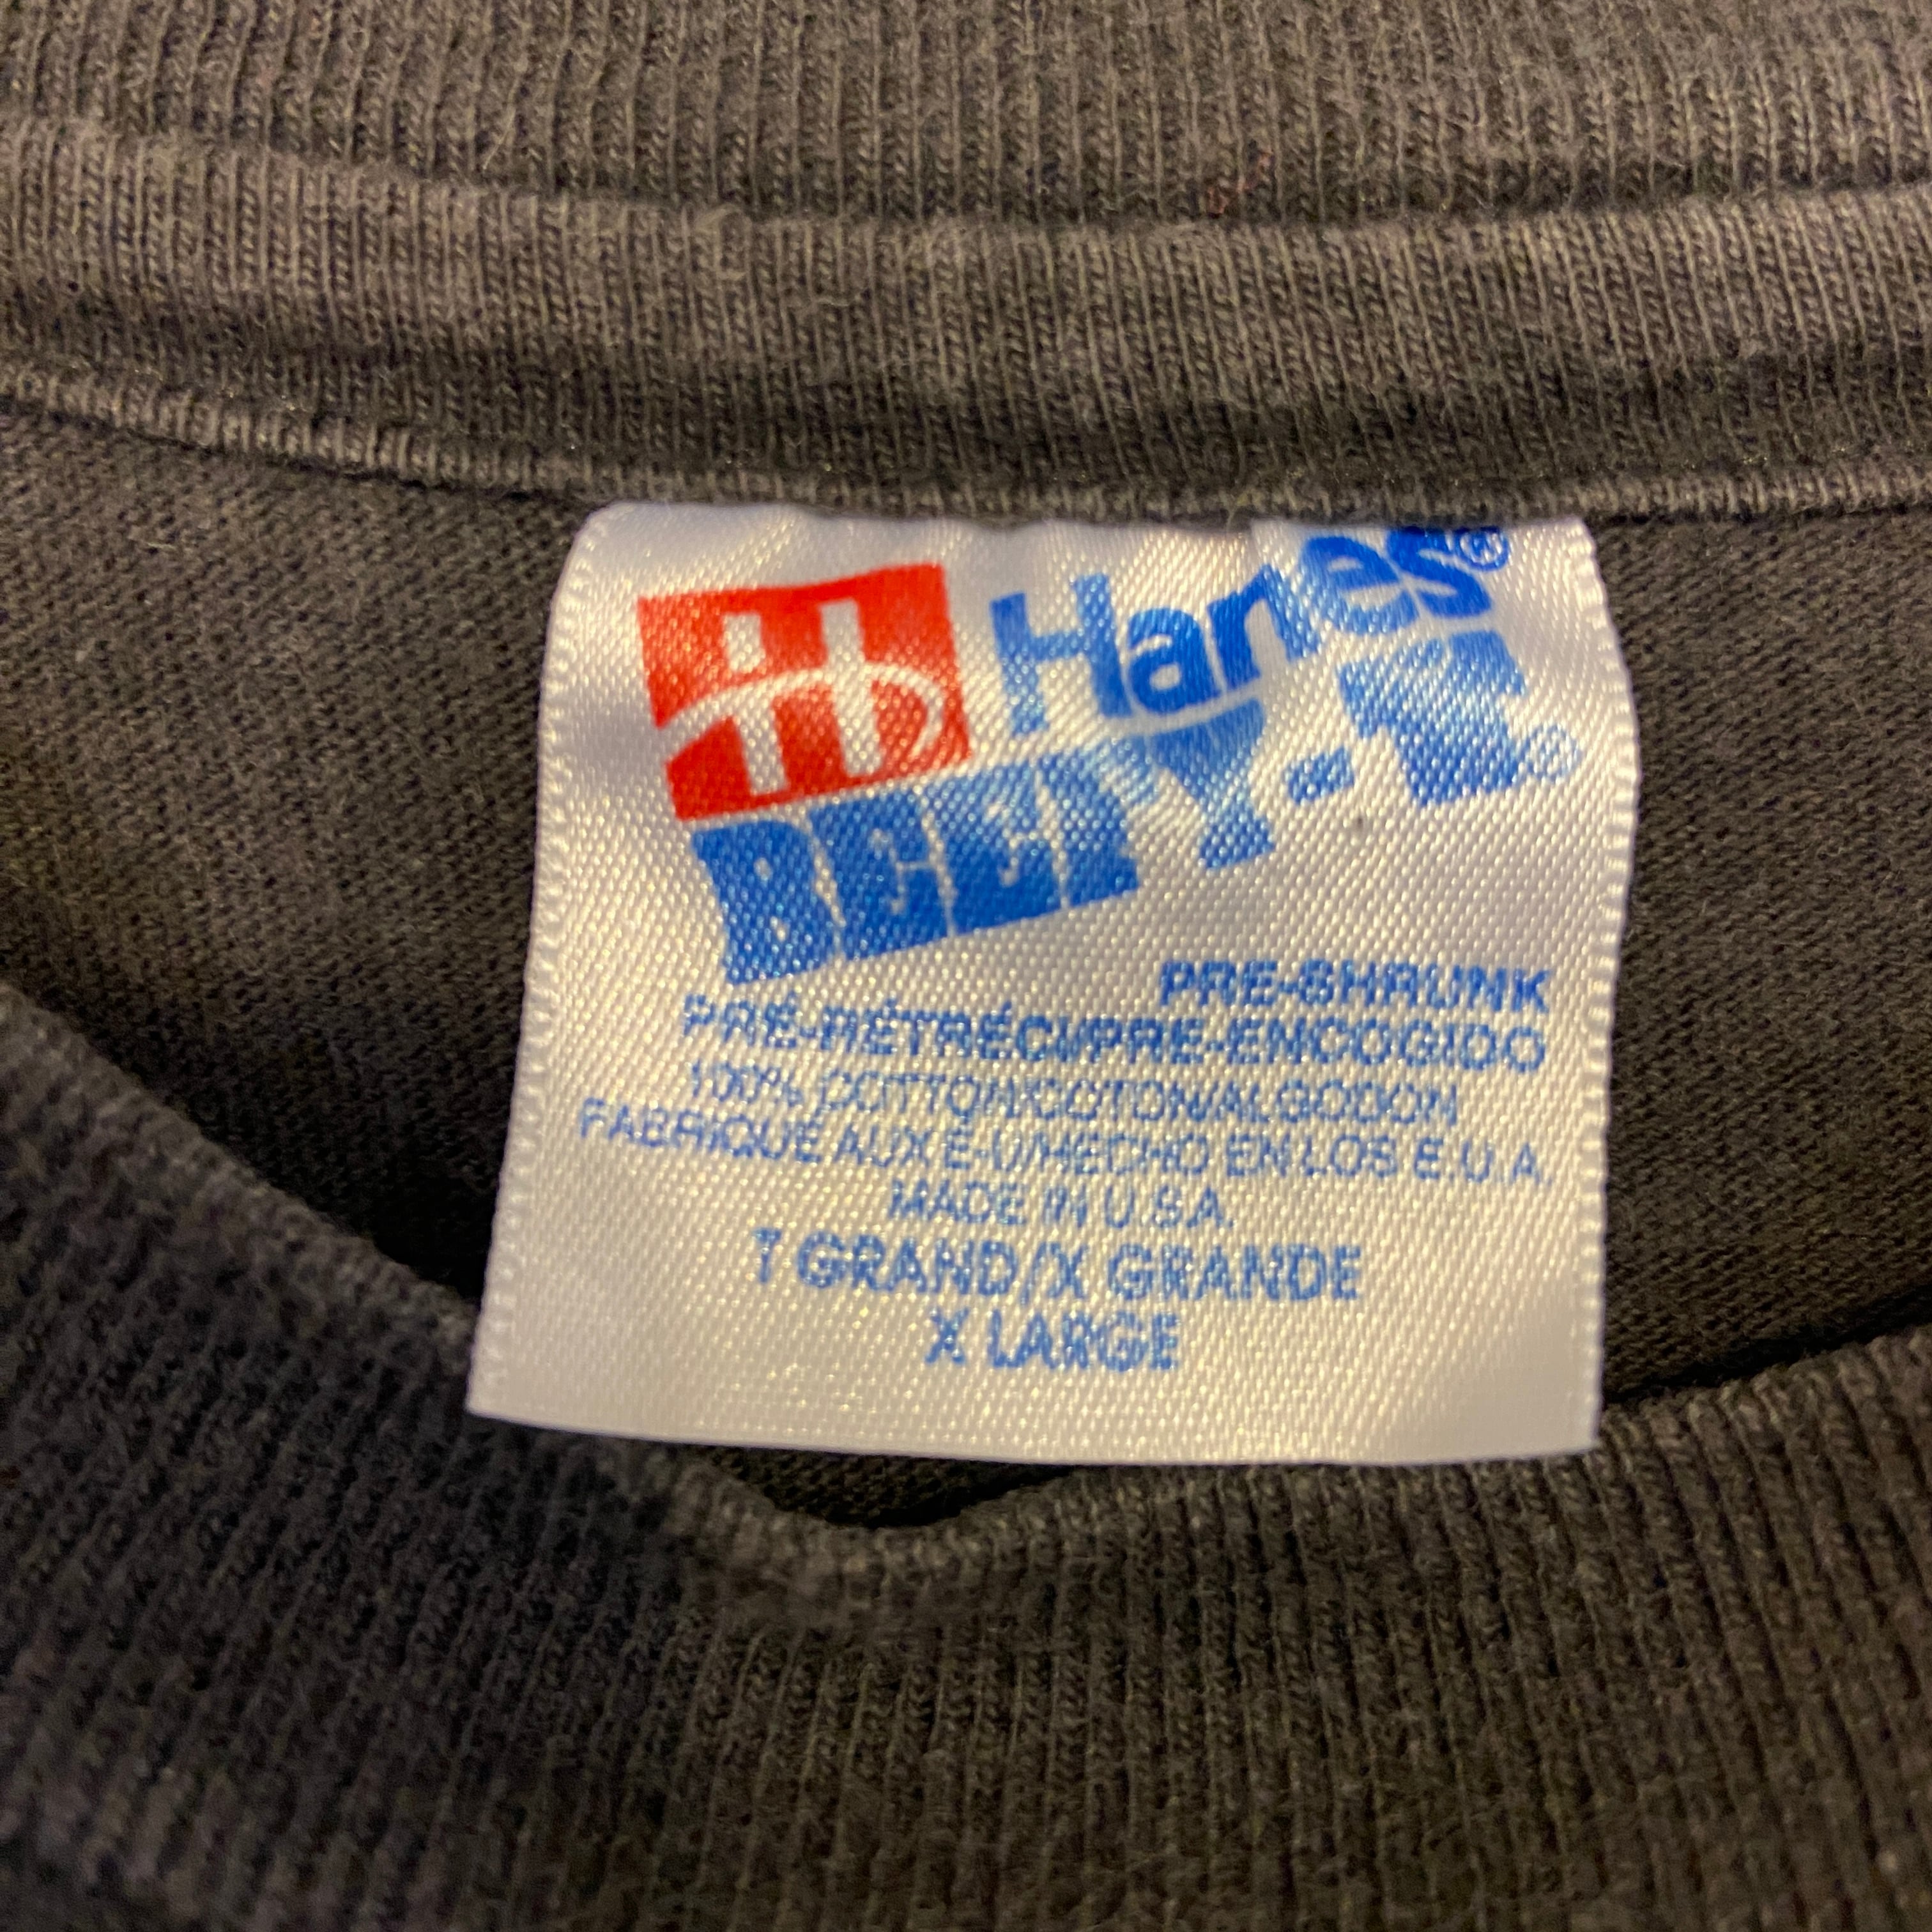 H Hanes®
BEEFY-T®
PRE-SHRUNK
PRÉ-RÉTRÉCI/PRE-ENCOGIDO
100% COTTON/COTON/ALGODON
FABRIQUÉ AUX É-U/HECHO EN LOS E.U.A.
MADE IN U.S.A.
T GRAND/X GRANDE
X LARGE